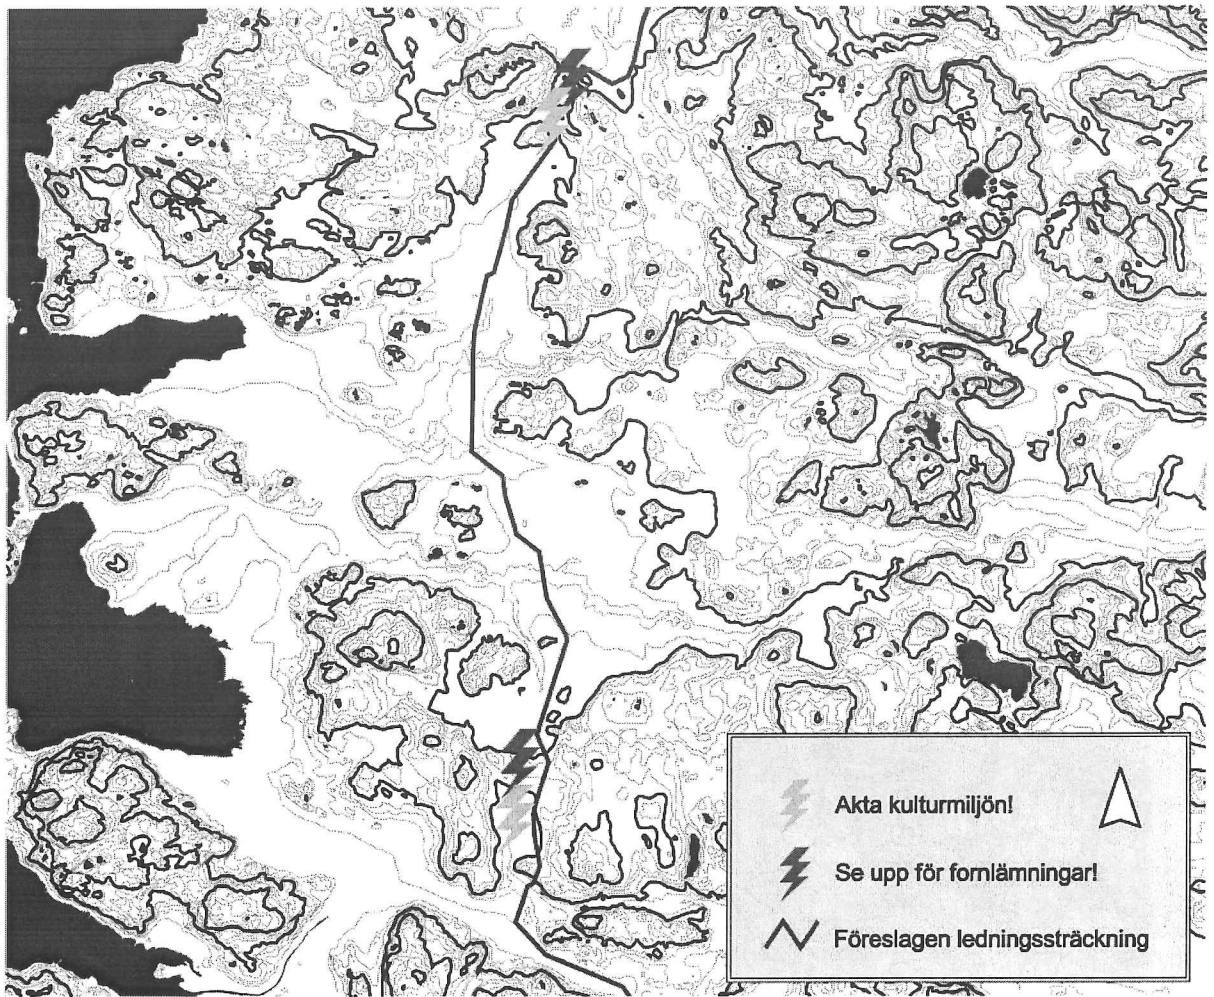 Akta kulturmiljön!
Se upp för fornlämningar!
Föreslagen ledningssträckning